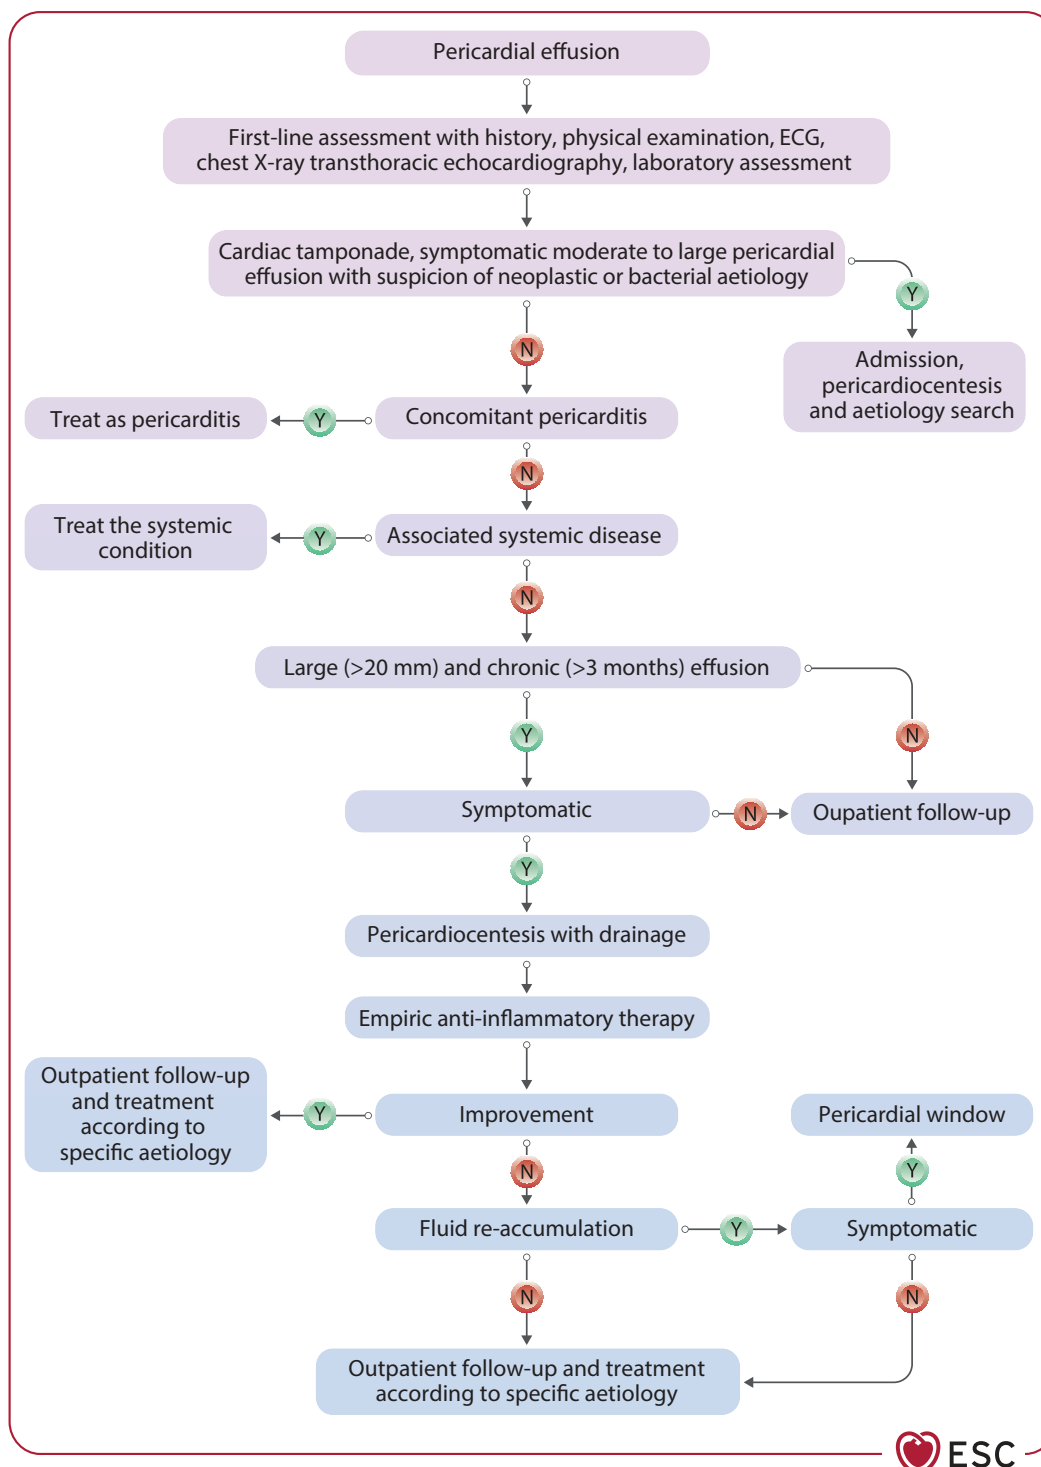 Pericardial effusion
First-line assessment with history, physical examination, ECG,
chest X-ray transthoracic echocardiography, laboratory assessment
Cardiac tamponade, symptomatic moderate to large pericardial
effusion with suspicion of neoplastic or bacterial aetiology
Y
N
Admission,
pericardiocentesis
and aetiology search
Treat as pericarditis
Y
Concomitant pericarditis
N
Treat the systemic
condition
Y
Associated systemic disease
N
Large (>20 mm) and chronic (>3 months) effusion
Y
N
Symptomatic
N
Oupatient follow-up
Y
Pericardiocentesis with drainage
Empiric anti-inflammatory therapy
Outpatient follow-up
and treatment
according to
specific aetiology
Y
Improvement
Pericardial window
N
Y
Fluid re-accumulation
Y
Symptomatic
N
N
Outpatient follow-up and treatment
according to specific aetiology
ESC